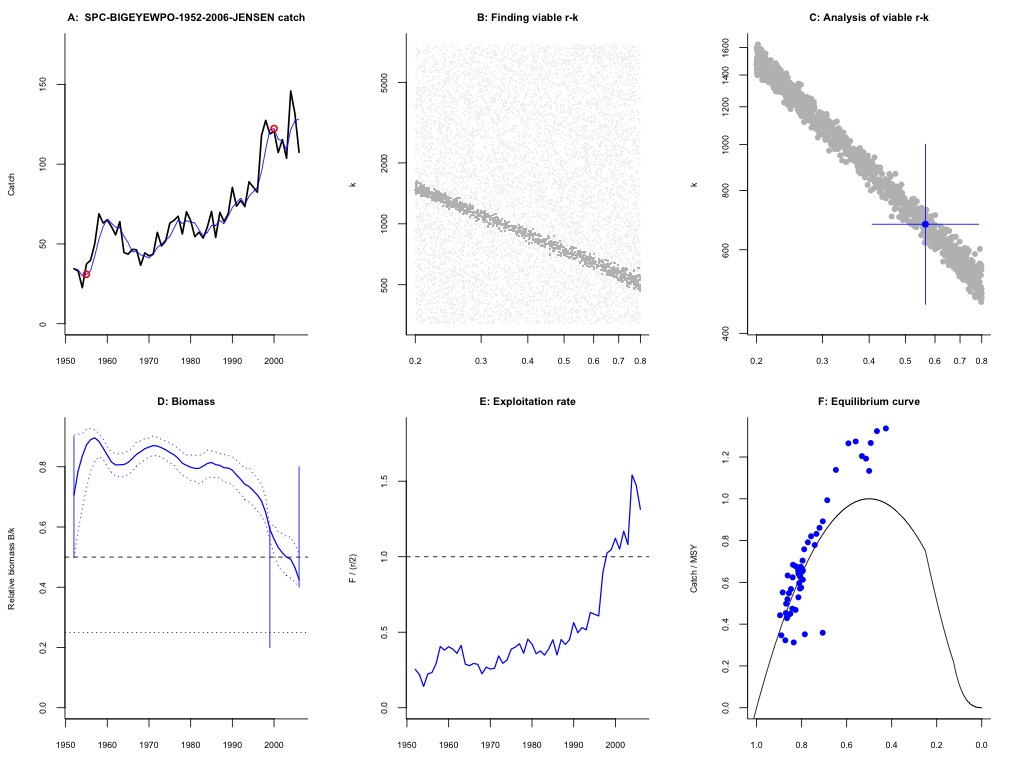 A:  SPC-BIGEYEWPO-1952-2006-JENSEN catch
Catch
0
50
100
150
1950 1960 1970 1980 1990 2000
B: Finding viable r-k
k
500
1000
2000
5000
0.2 0.3 0.4 0.5 0.6 0.7 0.8
C: Analysis of viable r-k
k
400
600
800
1000
1200
1400
1600
0.2 0.3 0.4 0.5 0.6 0.7 0.8
D: Biomass
Relative biomass B/k
0.0
0.2
0.4
0.6
0.8
1950 1960 1970 1980 1990 2000
E: Exploitation rate
F / (r/2)
0.0
0.5
1.0
1.5
1950 1960 1970 1980 1990 2000
F: Equilibrium curve
Catch / MSY
0.0
0.2
0.4
0.6
0.8
1.0
1.2
1.0 0.8 0.6 0.4 0.2 0.0